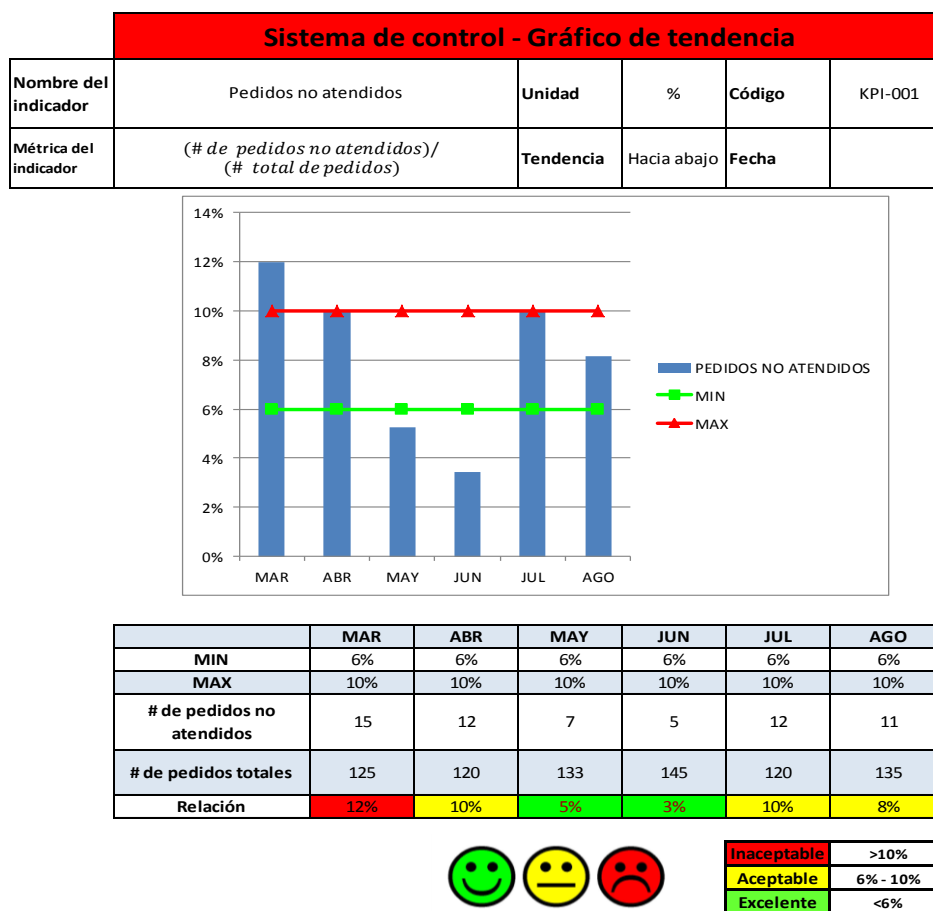 Sistema de control - Gráfico de tendencia
Nombre del indicador Pedidos no atendidos Unidad % Código KPI-001
Métrica del indicador (# de pedidos no atendidos)/ (# total de pedidos) Tendencia Hacia abajo Fecha
14%
12%
10%
8%
6%
4%
2%
0%
MAR ABR MAY JUN JUL AGO
PEDIDOS NO ATENDIDOS
MIN
MAX
MAR ABR MAY JUN JUL AGO
MIN 6% 6% 6% 6% 6% 6%
MAX 10% 10% 10% 10% 10% 10%
# de pedidos no atendidos 15 12 7 5 12 11
# de pedidos totales 125 120 133 145 120 135
Relación 12% 10% 5% 3% 10% 8%
Inaceptable >10%
Aceptable 6% - 10%
Excelente <6%